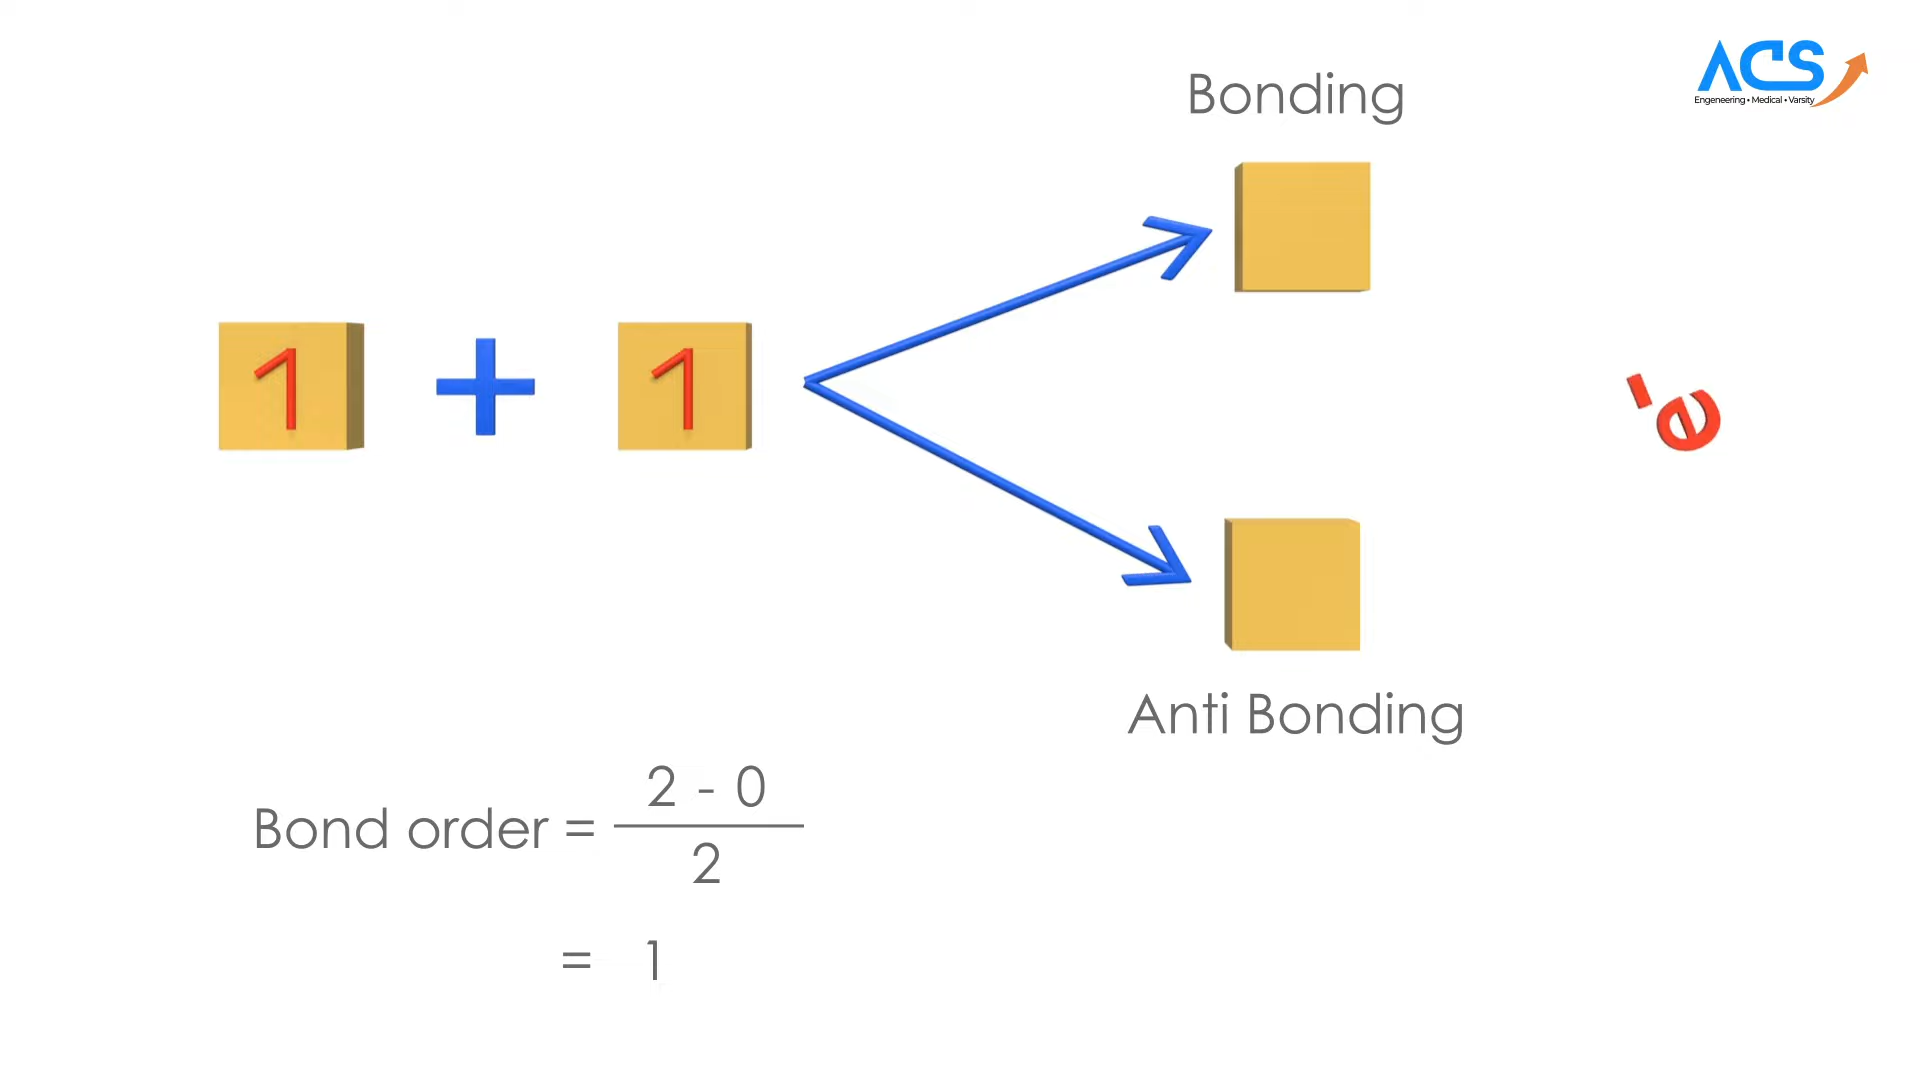 ACS
Engeneering • Medical • Varsity
Bonding
1 + 1
e-
Anti Bonding
Bond order = 2 - 0
2
= 1